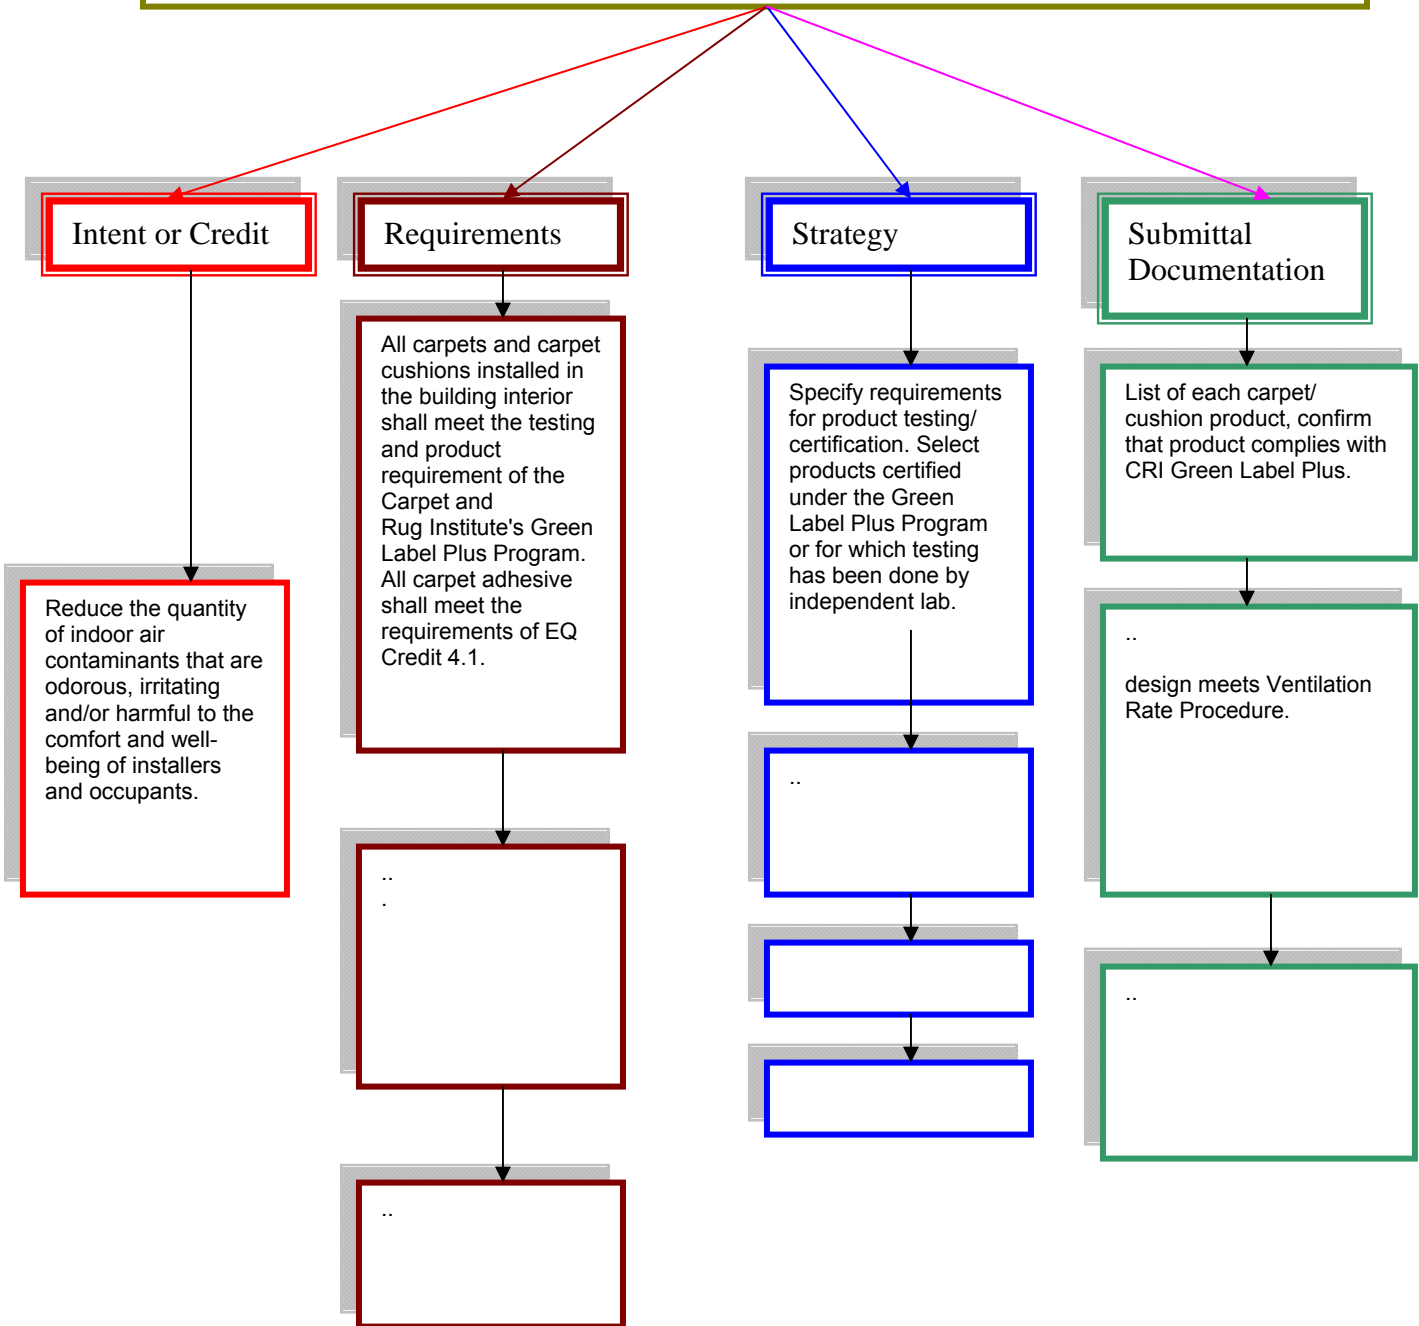 Intent or Credit
Requirements
Strategy
Submittal
Documentation
Reduce the quantity
of indoor air
contaminants that are
odorous, irritating
and/or harmful to the
comfort and well-
being of installers
and occupants.
All carpets and carpet
cushions installed in
the building interior
shall meet the testing
and product
requirement of the
Carpet and
Rug Institute's Green
Label Plus Program.
All carpet adhesive
shall meet the
requirements of EQ
Credit 4.1.
..
.
..
Specify requirements
for product testing/
certification. Select
products certified
under the Green
Label Plus Program
or for which testing
has been done by
independent lab.
..
List of each carpet/
cushion product, confirm
that product complies with
CRI Green Label Plus.
..
design meets Ventilation
Rate Procedure.
..